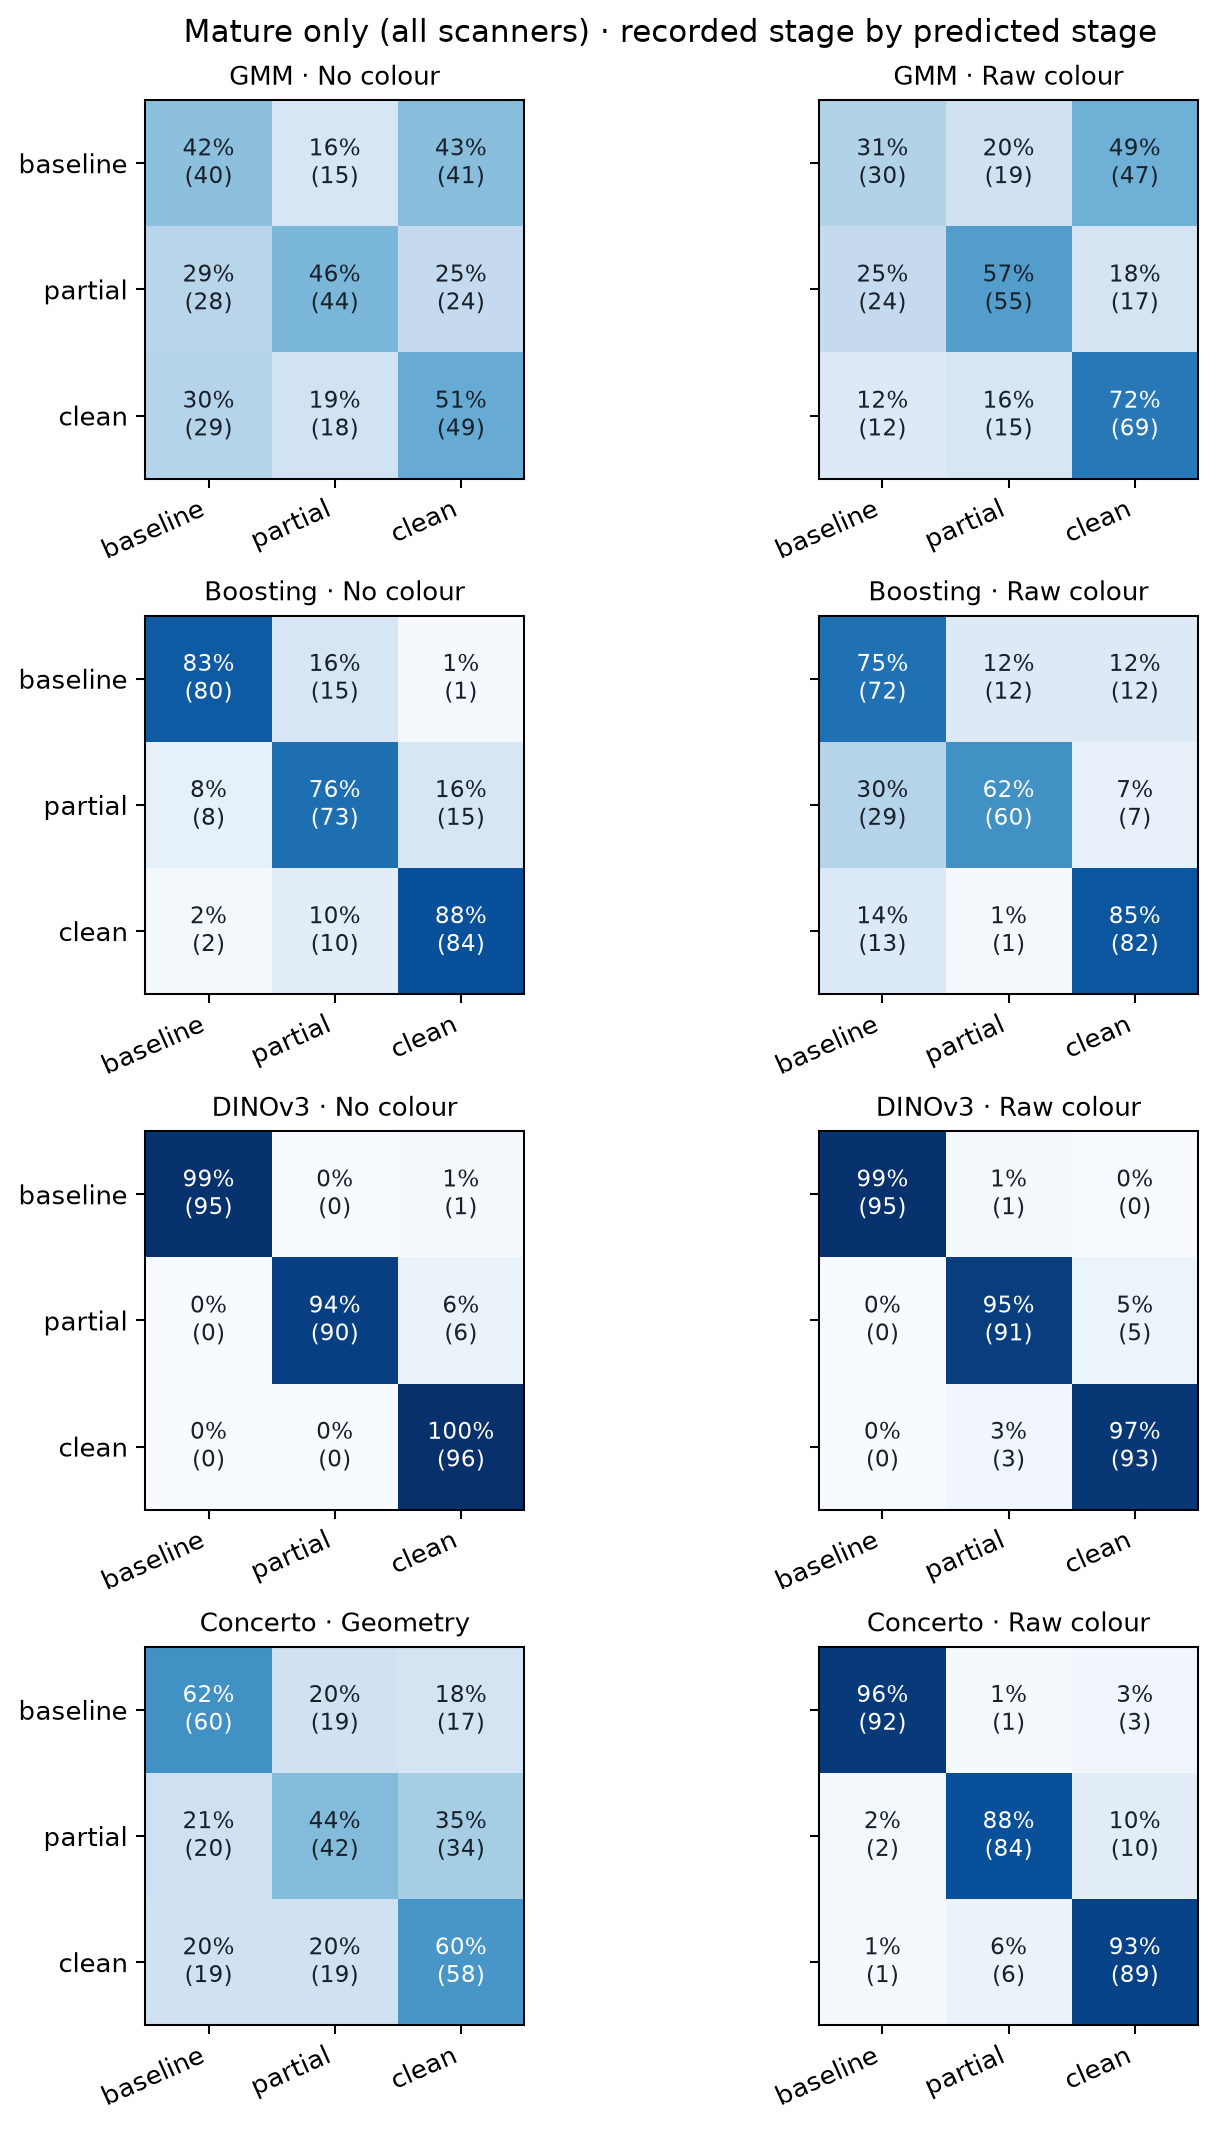 Mature only (all scanners) · recorded stage by predicted stage
GMM · No colour
baseline
42% 16% 43%
(40) (15) (41)
partial
29% 46% 25%
(28) (44) (24)
clean
30% 19% 51%
(29) (18) (49)
baseline partial clean
GMM · Raw colour
31% 20% 49%
(30) (19) (47)
25% 57% 18%
(24) (55) (17)
12% 16% 72%
(12) (15) (69)
baseline partial clean
Boosting · No colour
baseline
83% 16% 1%
(80) (15) (1)
partial
8% 76% 16%
(8) (73) (15)
clean
2% 10% 88%
(2) (10) (84)
baseline partial clean
Boosting · Raw colour
75% 12% 12%
(72) (12) (12)
30% 62% 7%
(29) (60) (7)
14% 1% 85%
(13) (1) (82)
baseline partial clean
DINOv3 · No colour
baseline
99% 0% 1%
(95) (0) (1)
partial
0% 94% 6%
(0) (90) (6)
clean
0% 0% 100%
(0) (0) (96)
baseline partial clean
DINOv3 · Raw colour
99% 1% 0%
(95) (1) (0)
0% 95% 5%
(0) (91) (5)
0% 3% 97%
(0) (3) (93)
baseline partial clean
Concerto · Geometry
baseline
62% 20% 18%
(60) (19) (17)
partial
21% 44% 35%
(20) (42) (34)
clean
20% 20% 60%
(19) (19) (58)
baseline partial clean
Concerto · Raw colour
96% 1% 3%
(92) (1) (3)
2% 88% 10%
(2) (84) (10)
1% 6% 93%
(1) (6) (89)
baseline partial clean